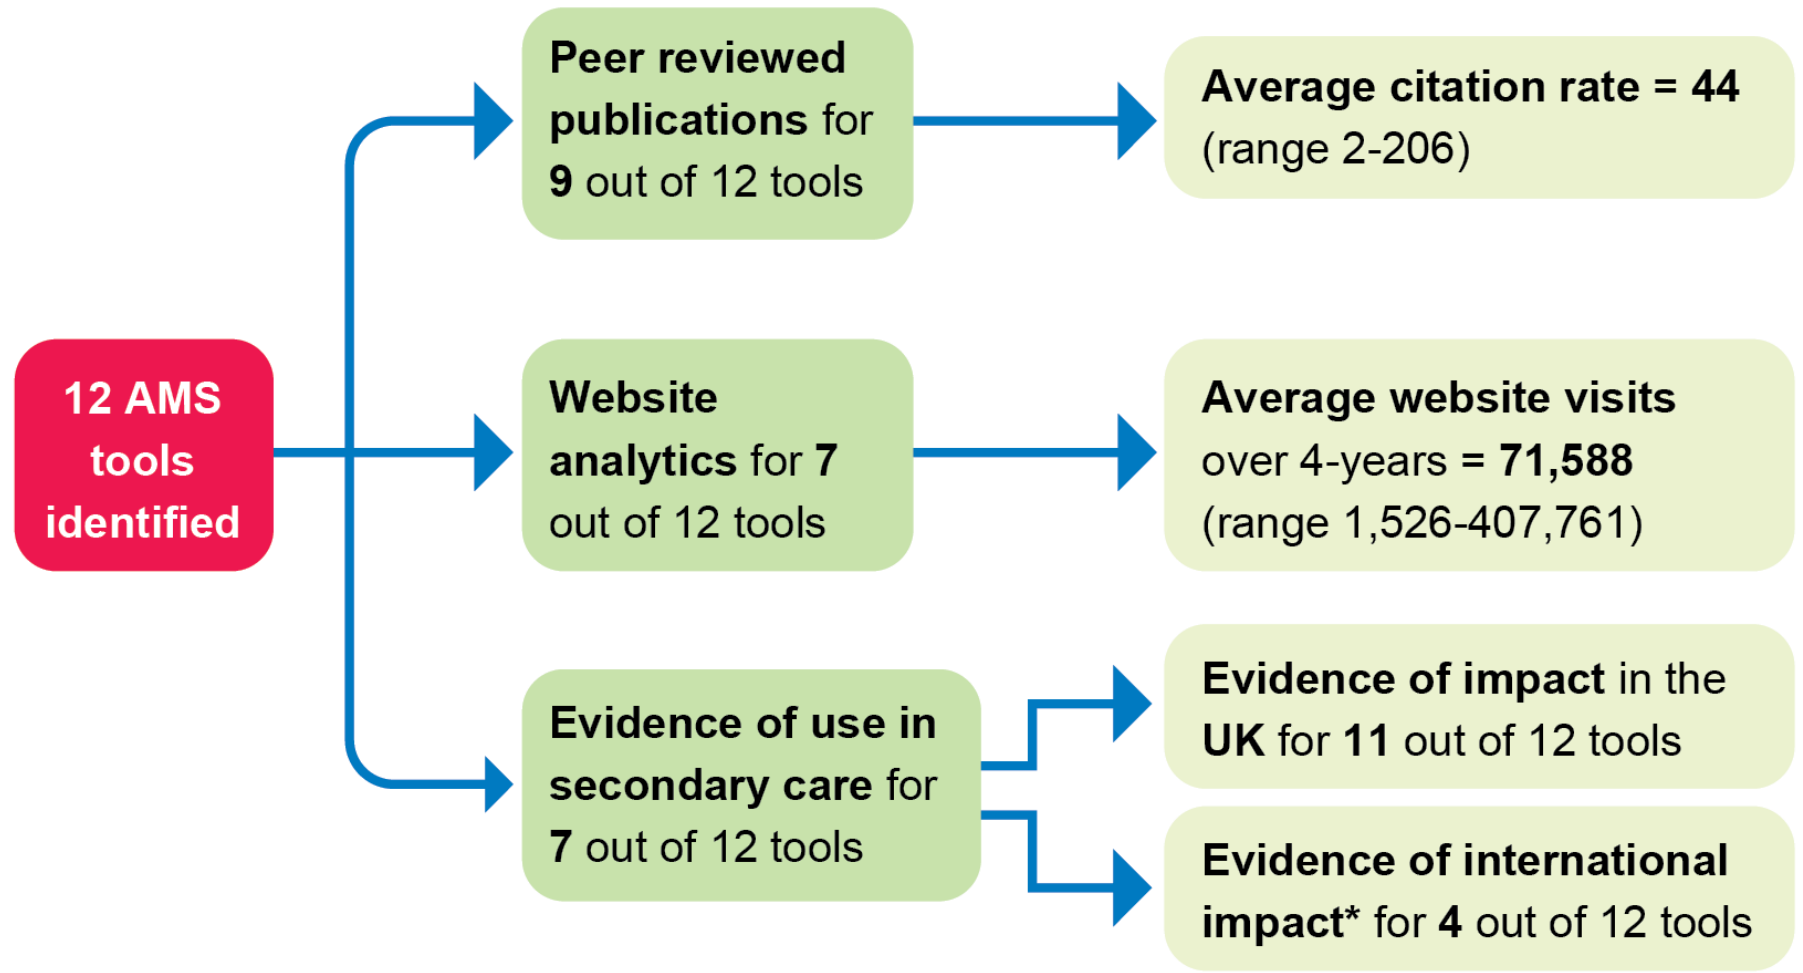 12 AMS
tools
identified
Peer reviewed
publications for
9 out of 12 tools
Average citation rate = 44
(range 2-206)
Website
analytics for 7
out of 12 tools
Average website visits
over 4-years = 71,588
(range 1,526-407,761)
Evidence of use in
secondary care for
7 out of 12 tools
Evidence of impact in the
UK for 11 out of 12 tools
Evidence of international
impact* for 4 out of 12 tools